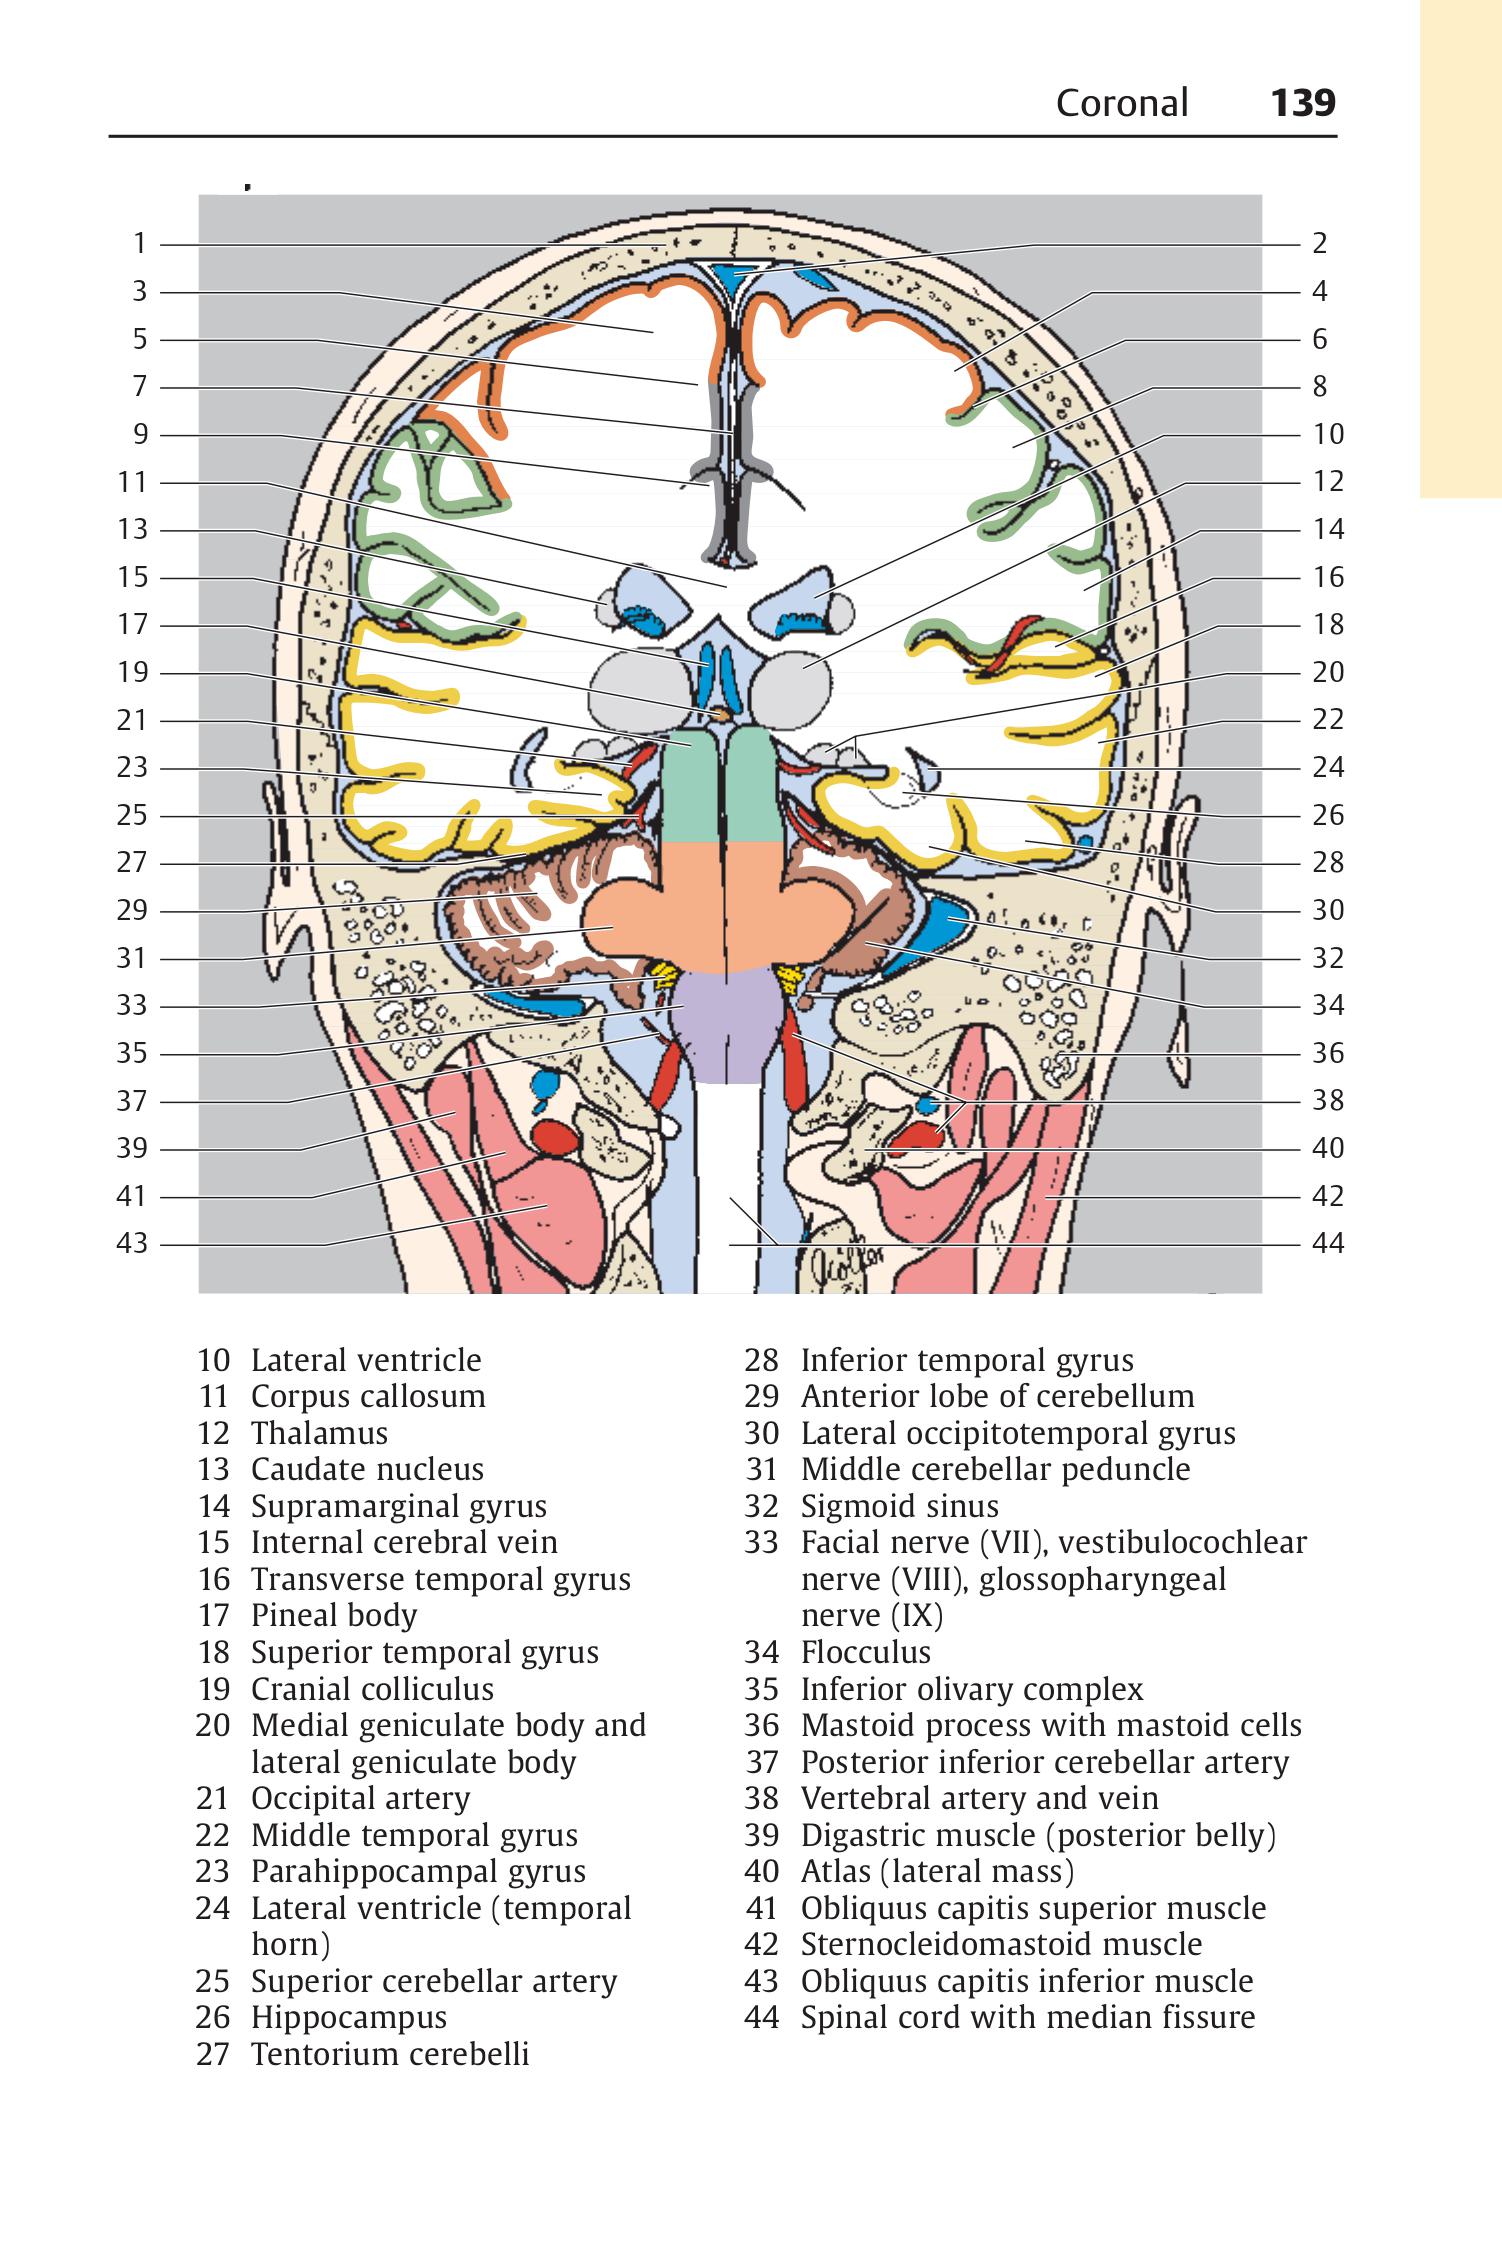 Coronal 139
1
2
3
4
5
6
7
8
9
10
11
12
13
14
15
16
17
18
19
20
21
22
23
24
25
26
27
28
29
30
31
32
33
34
35
36
37
38
39
40
41
42
43
44
10 Lateral ventricle
11 Corpus callosum
12 Thalamus
13 Caudate nucleus
14 Supramarginal gyrus
15 Internal cerebral vein
16 Transverse temporal gyrus
17 Pineal body
18 Superior temporal gyrus
19 Cranial colliculus
20 Medial geniculate body and
lateral geniculate body
21 Occipital artery
22 Middle temporal gyrus
23 Parahippocampal gyrus
24 Lateral ventricle (temporal
horn)
25 Superior cerebellar artery
26 Hippocampus
27 Tentorium cerebelli
28 Inferior temporal gyrus
29 Anterior lobe of cerebellum
30 Lateral occipitotemporal gyrus
31 Middle cerebellar peduncle
32 Sigmoid sinus
33 Facial nerve (VII), vestibulocochlear
nerve (VIII), glossopharyngeal
nerve (IX)
34 Flocculus
35 Inferior olivary complex
36 Mastoid process with mastoid cells
37 Posterior inferior cerebellar artery
38 Vertebral artery and vein
39 Digastric muscle (posterior belly)
40 Atlas (lateral mass)
41 Obliquus capitis superior muscle
42 Sternocleidomastoid muscle
43 Obliquus capitis inferior muscle
44 Spinal cord with median fissure